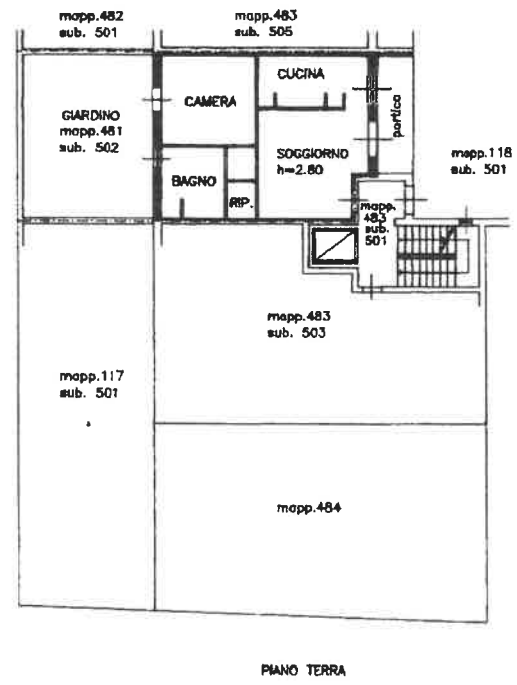 mapp.482
sub. 501
mapp.483
sub. 505
CUCINA
CAMERA
GIARDINO
mapp.481
sub. 502
portico
SOGGIORNO
h=2.80
mapp.118
sub. 501
BAGNO
RIP.
mapp.
483
sub.
501
mapp.483
sub. 503
mapp.117
sub. 501
mapp.484
PIANO TERRA